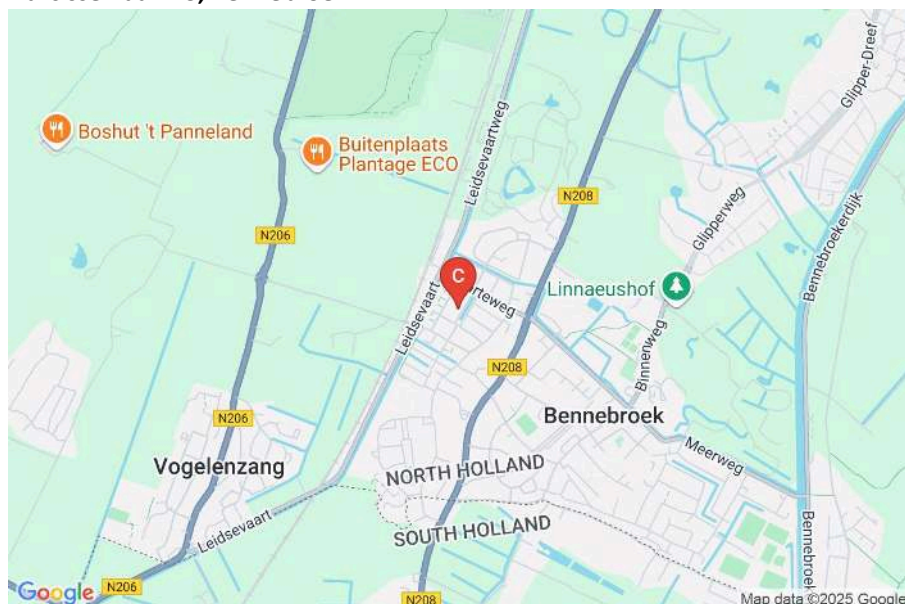 Glipper-Dreef
Boshut 't Panneland
Buitenplaats
Plantage ECO
Leidsevaartweg
N208
Glipperweg
Bennebroekerdijk
N206
C
Linnaeushof
orteweg
Leidsevaart
Binnenweg
N208
N206
Bennebroek
Vogelenzang
Meerweg
NORTH HOLLAND
SOUTH HOLLAND
Leidsevaart
Bennebroek
Google
N206
N208
Map data ©2025 Google